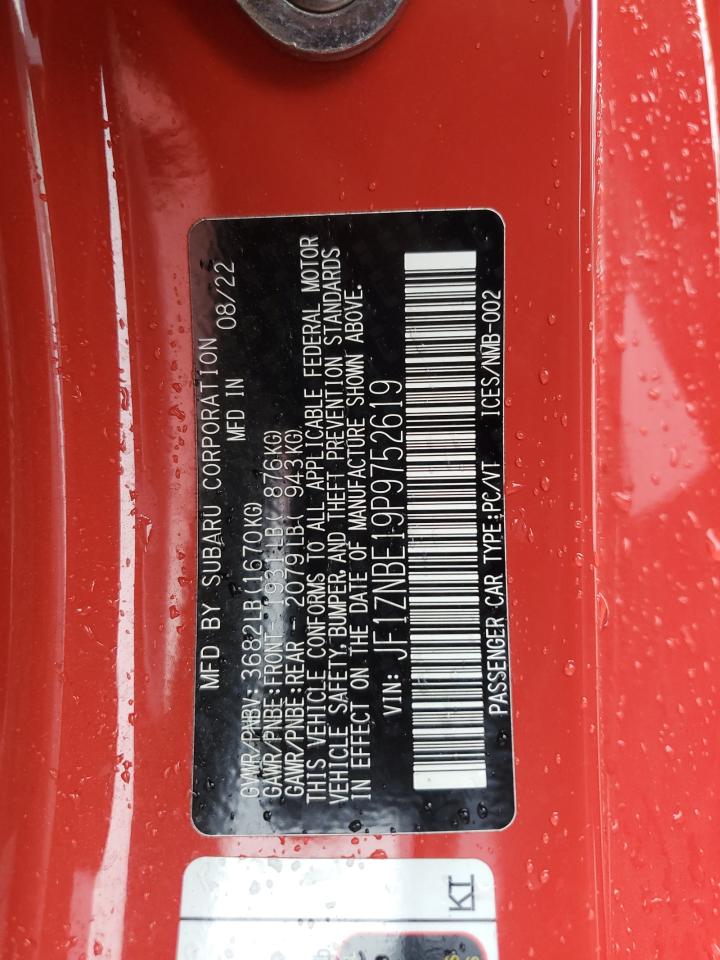 MFD BY SUBARU CORPORATION
MFD IN 08/22
GVWR/PNBV: 3682LB(1670KG)
GAWR/PNBE:FRONT- 1931LB( 876KG)
GAWR/PNBE:REAR - 2079LB( 943KG)
THIS VEHICLE CONFORMS TO ALL APPLICABLE FEDERAL MOTOR
VEHICLE SAFETY, BUMPER, AND THEFT PREVENTION STANDARDS
IN EFFECT ON THE DATE OF MANUFACTURE SHOWN ABOVE.
VIN: JF1ZNBE19P9752619
PASSENGER CAR TYPE:PC/VT ICES/NMB-002
KI